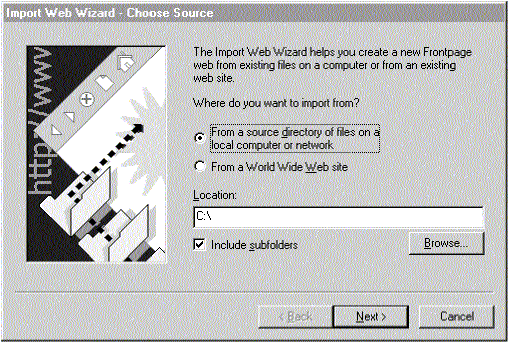 Import Web Wizard - Choose Source
http://www
The Import Web Wizard helps you create a new Frontpage
web from existing files on a computer or from an existing
web site.
Where do you want to import from?
From a source directory of files on a
local computer or network
From a World Wide Web site
Location:
C:\
Include subfolders
Browse...
< Back
Next >
Cancel